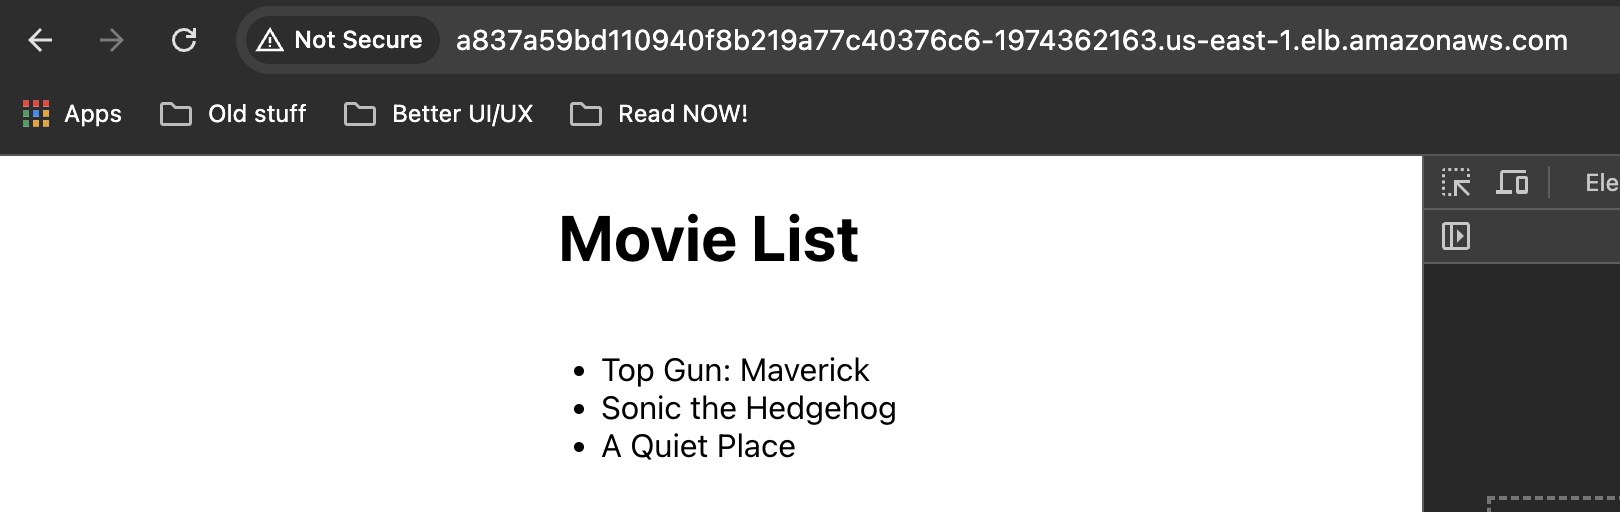 Not Secure a837a59bd110940f8b219a77c40376c6-1974362163.us-east-1.elb.amazonaws.com
Apps Old stuff Better UI/UX Read NOW!
Ele
Movie List
Top Gun: Maverick
Sonic the Hedgehog
A Quiet Place